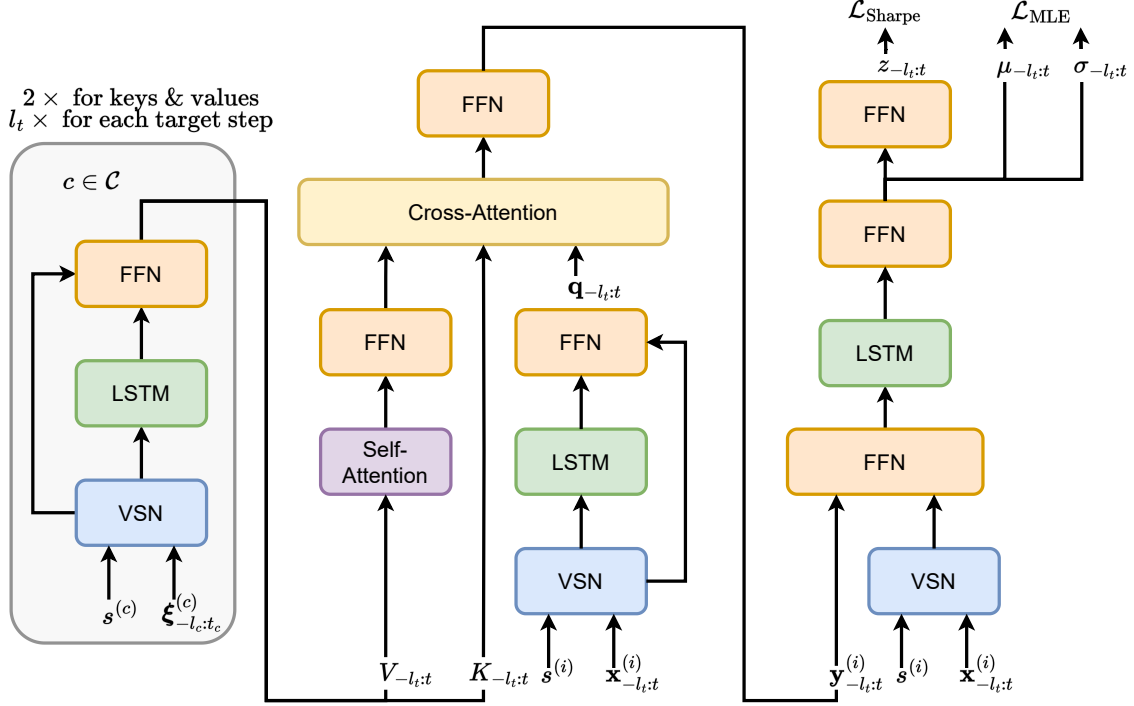 2 × for keys & values
l_t × for each target step
c ∈ 𝒞
FFN
LSTM
VSN
s^{(c)}
ξ^{(c)}_{-l_c:t_c}
FFN
Cross-Attention
q_{-l_t:t}
FFN
Self-
Attention
FFN
LSTM
VSN
V_{-l_t:t}
K_{-l_t:t}
s^{(i)}
x^{(i)}_{-l_t:t}
ℒ_Sharpe
ℒ_MLE
z_{-l_t:t}
μ_{-l_t:t}
σ_{-l_t:t}
FFN
FFN
LSTM
FFN
VSN
y^{(i)}_{-l_t:t}
s^{(i)}
x^{(i)}_{-l_t:t}